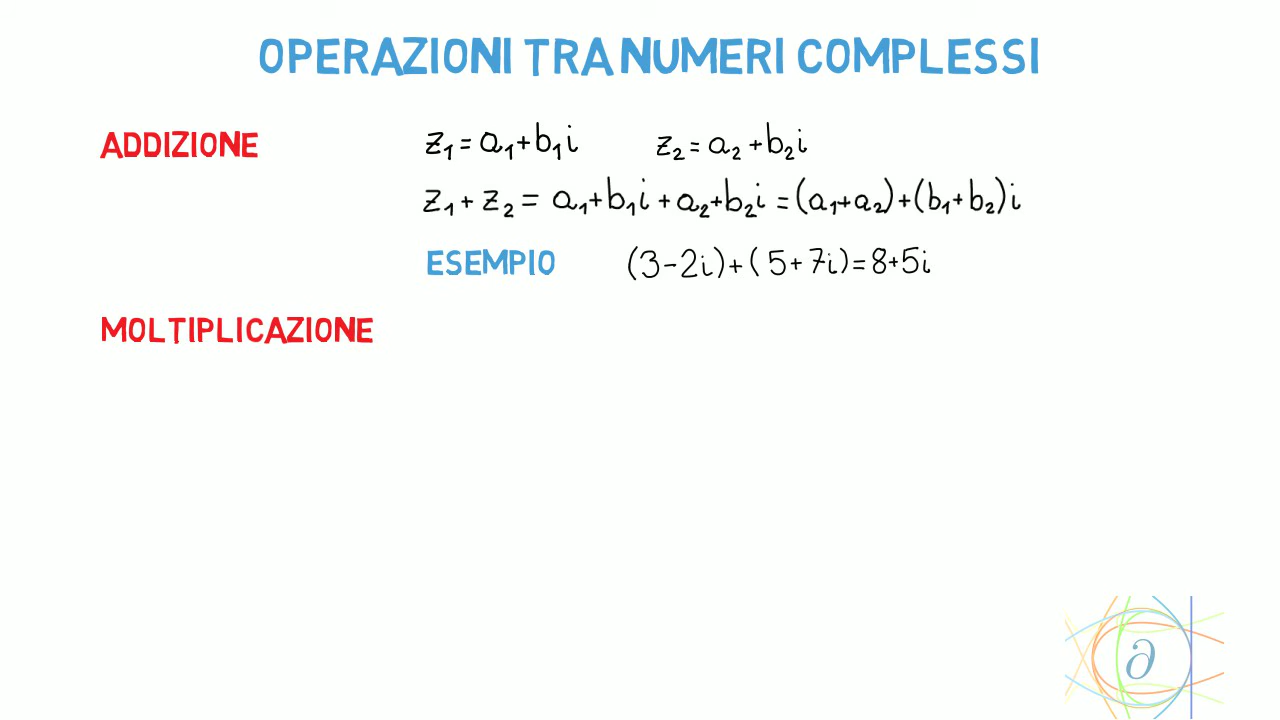 OPERAZIONI TRA NUMERI COMPLESSI
ADDIZIONE z₁ = a₁+b₁i z₂ = a₂+b₂i
z₁ + z₂ = a₁+b₁i + a₂+b₂i = (a₁+a₂)+(b₁+b₂)i
ESEMPIO (3-2i)+(5+7i)=8+5i
MOLTIPLICAZIONE
∂